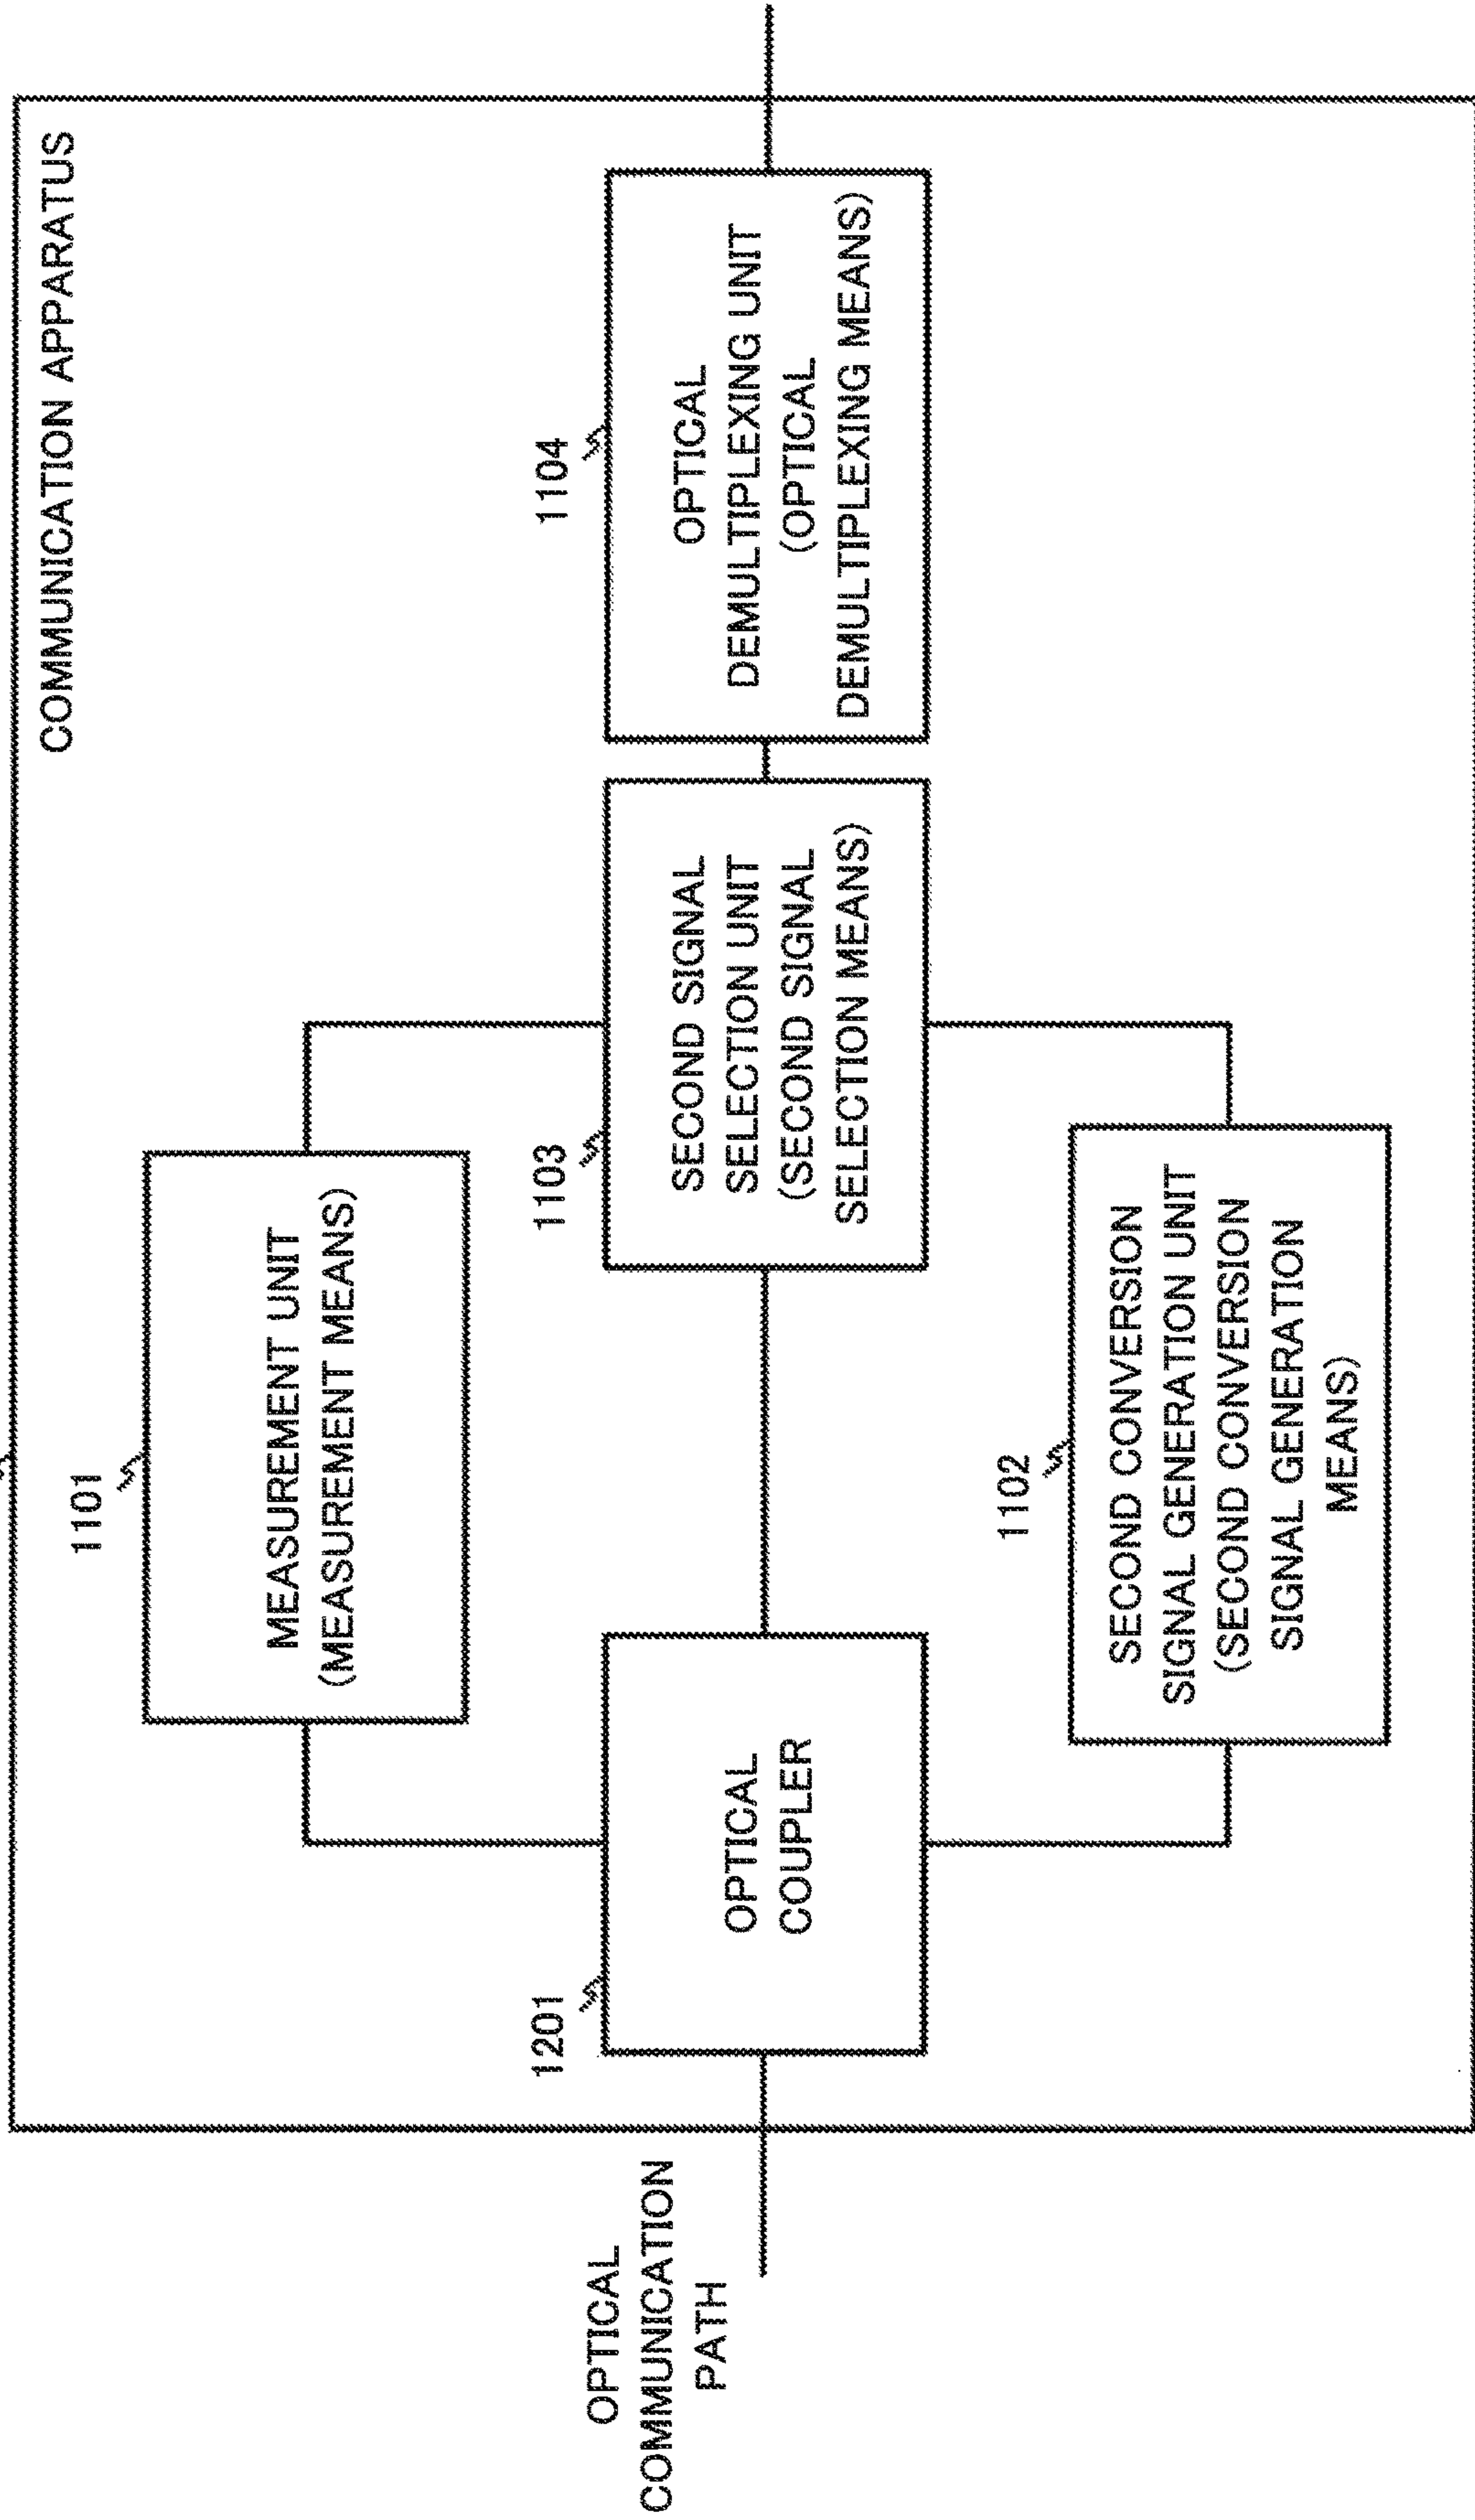 COMMUNICATION APPARATUS
1101
MEASUREMENT UNIT
(MEASUREMENT MEANS)
OPTICAL
COMMUNICATION
PATH
1201
OPTICAL
COUPLER
1103
SECOND SIGNAL
SELECTION UNIT
(SECOND SIGNAL
SELECTION MEANS)
1104
OPTICAL
DEMULTIPLEXING UNIT
(OPTICAL
DEMULTIPLEXING MEANS)
1102
SECOND CONVERSION
SIGNAL GENERATION UNIT
(SECOND CONVERSION
SIGNAL GENERATION
MEANS)